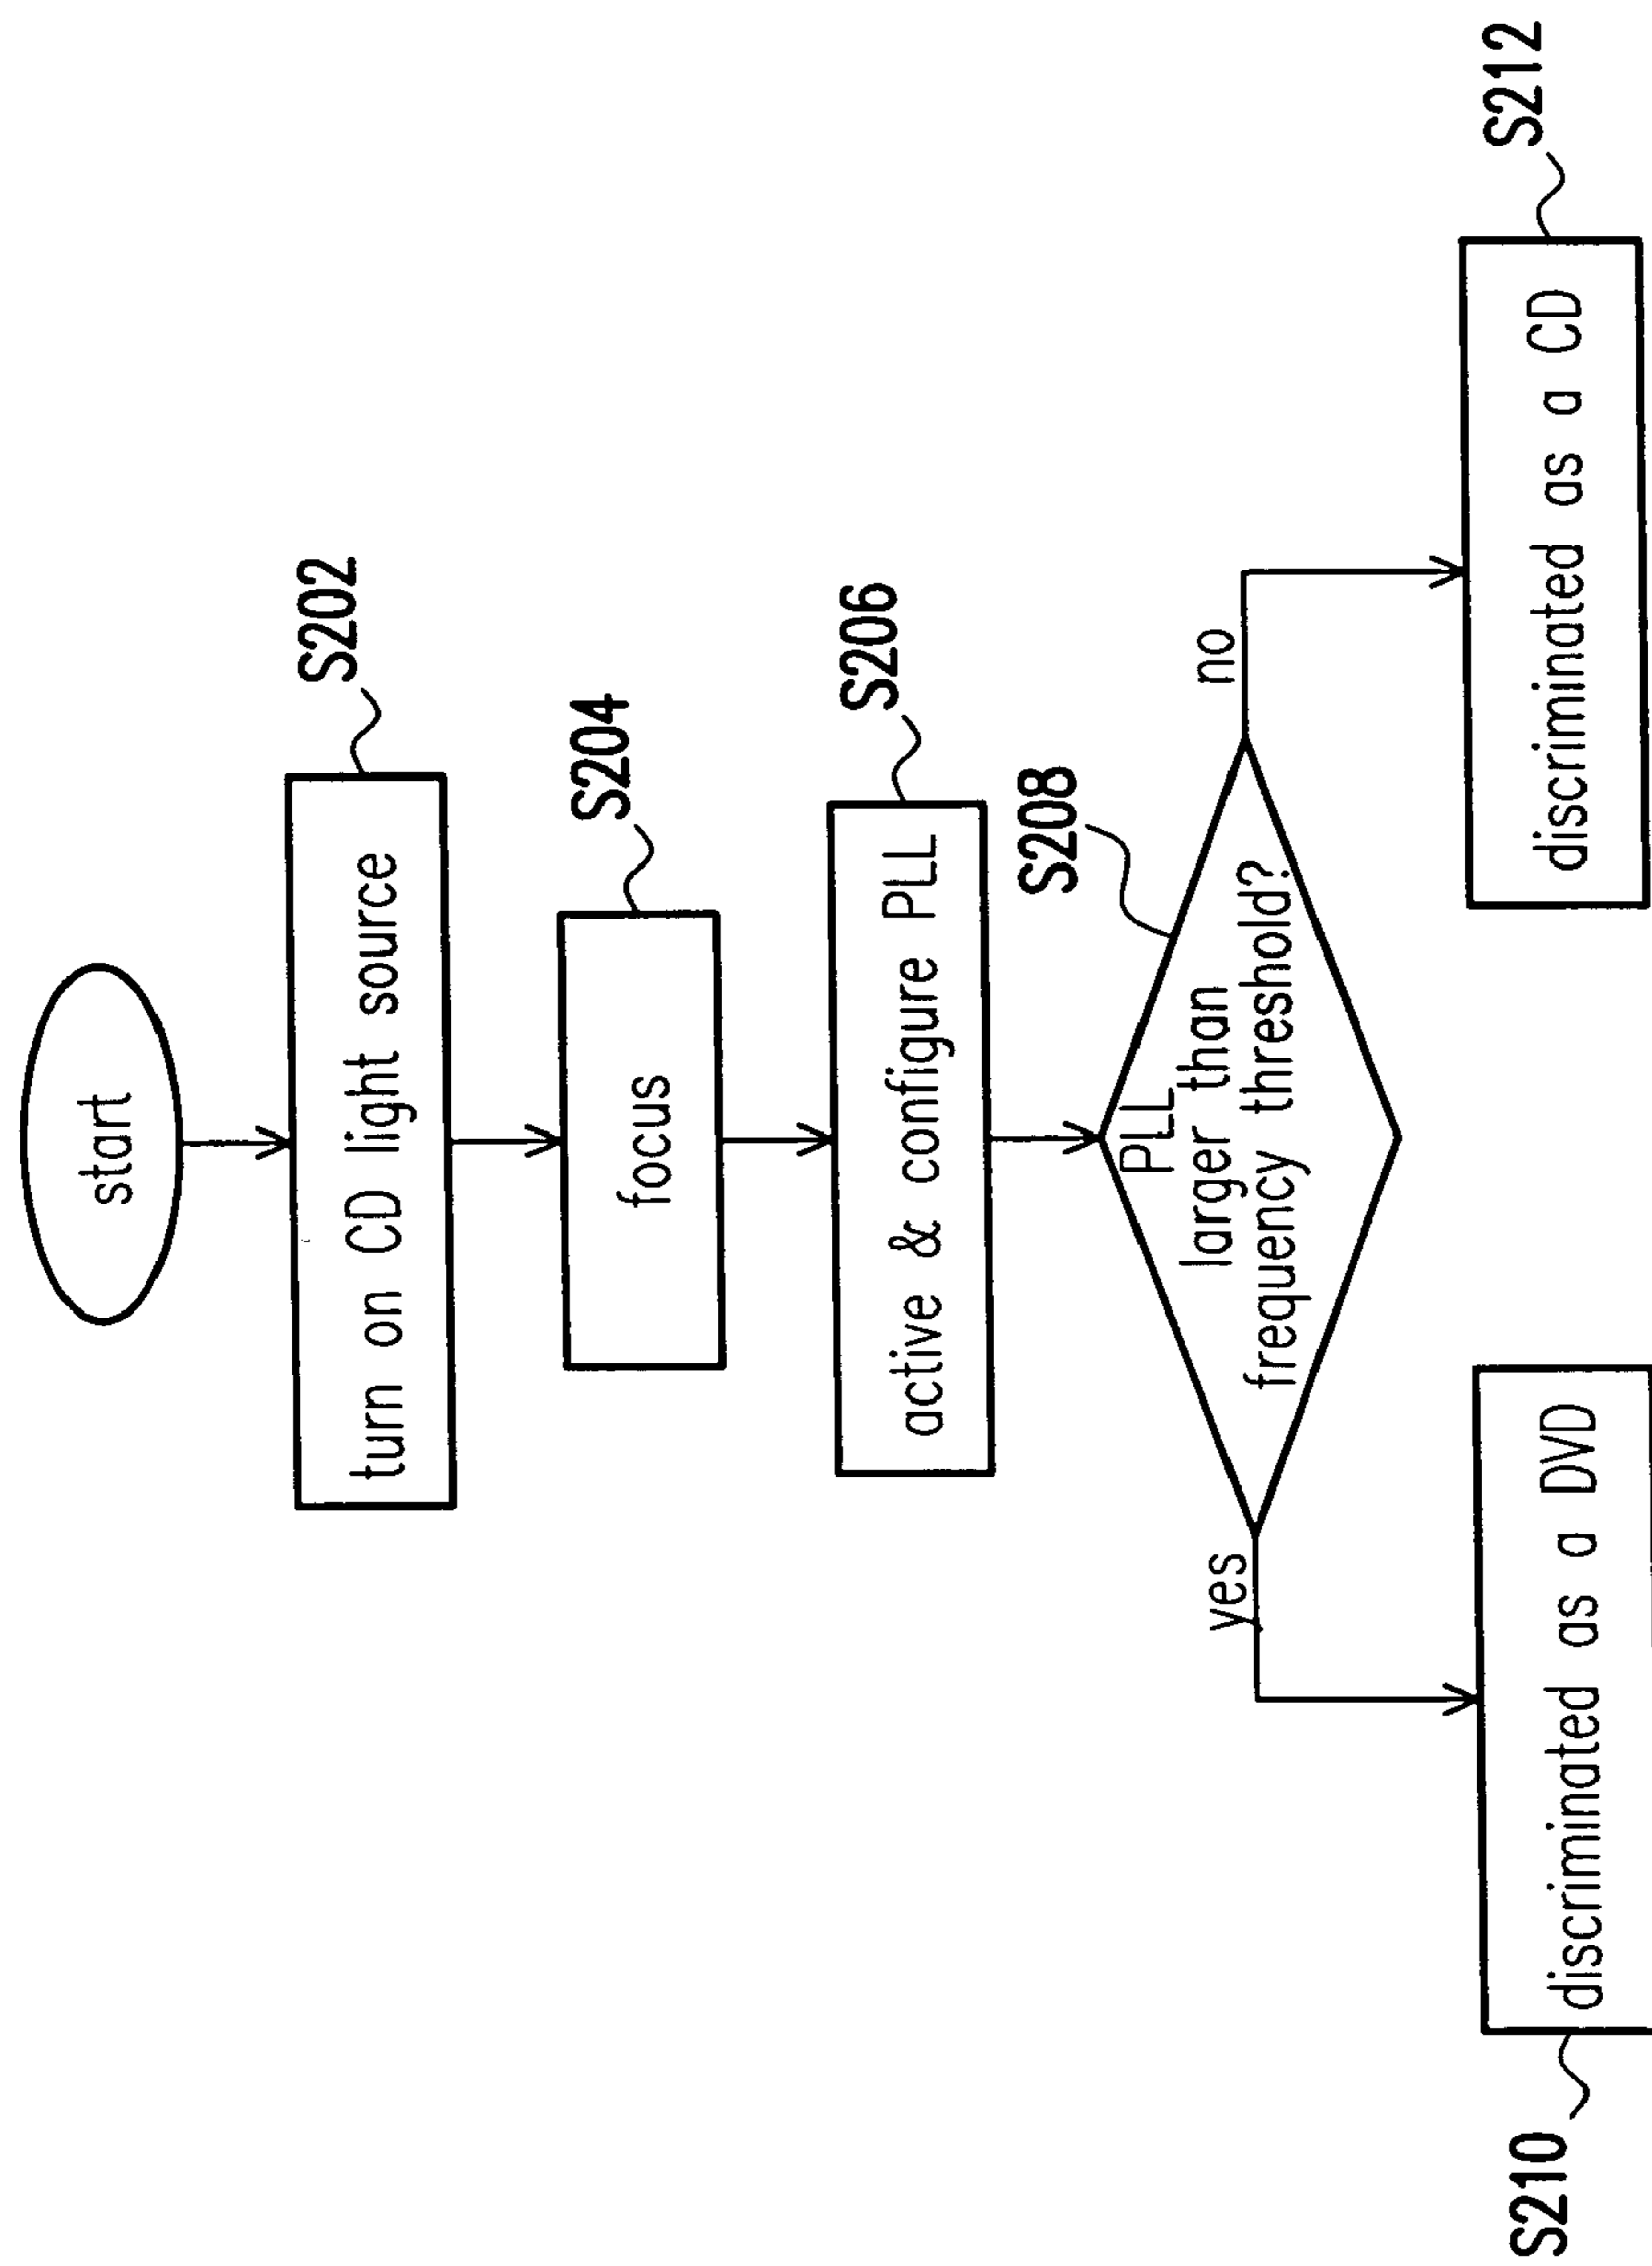 start
turn on CD light source
S202
focus
S204
active & configure PLL
S206
PLL
larger than
frequency threshold?
S208
yes
no
discriminated as a DVD
S210
discriminated as a CD
S212